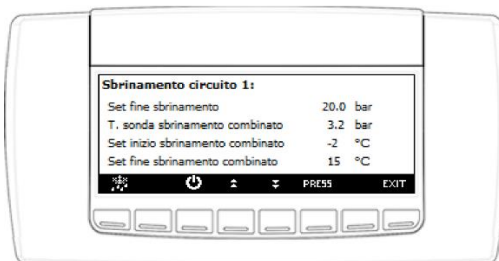 Sbrinamento circuito 1:
Set fine sbrinamento 20.0 bar
T. sonda sbrinamento combinato 3.2 bar
Set inizio sbrinamento combinato -2 °C
Set fine sbrinamento combinato 15 °C
PRESS EXIT